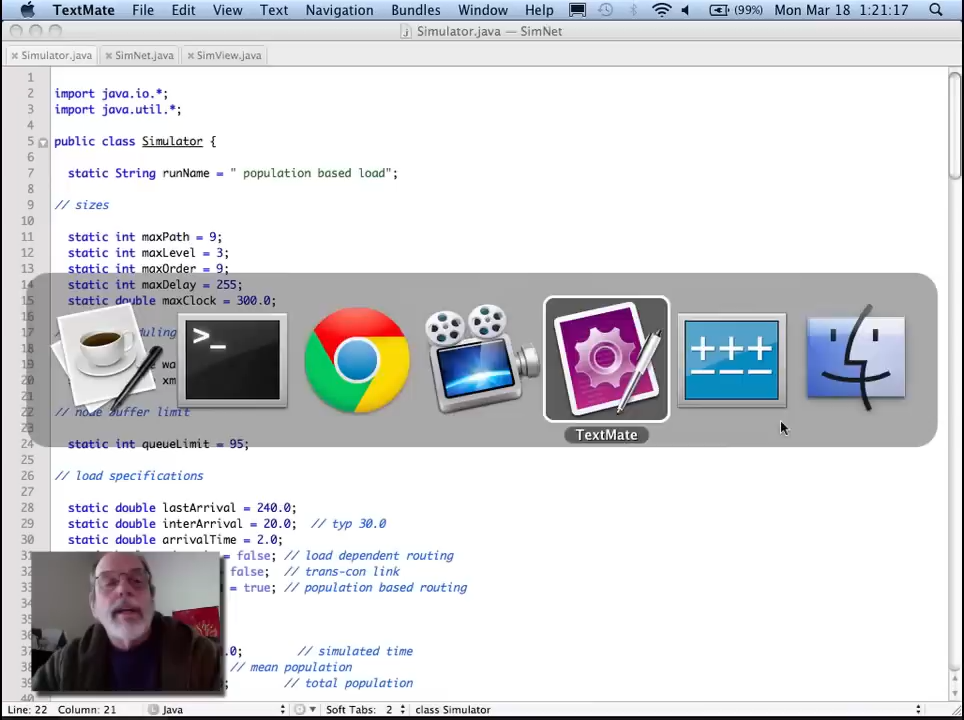 TextMate File Edit View Text Navigation Bundles Window Help (99%) Mon Mar 18 1:21:17
Simulator.java — SimNet
Simulator.java SimNet.java SimView.java
1
2 import java.io.*;
3 import java.util.*;
4
5 public class Simulator {
6
7 static String runName = " population based load";
8
9 // sizes
10
11 static int maxPath = 9;
12 static int maxLevel = 3;
13 static int maxOrder = 9;
14 static int maxDelay = 255;
15 static double maxClock = 300.0;
17 duling
wa
20 xm
22 // node buffer limit
23
24 static int queueLimit = 95;
25
26 // load specifications
27
28 static double lastArrival = 240.0;
29 static double interArrival = 20.0; // typ 30.0
30 static double arrivalTime = 2.0;
= false; // load dependent routing
false; // trans-con link
= true; // population based routing
.0; // simulated time
// mean population
; // total population
>_
+++
TextMate
Line: 22 Column: 21 Java Soft Tabs: 2 class Simulator